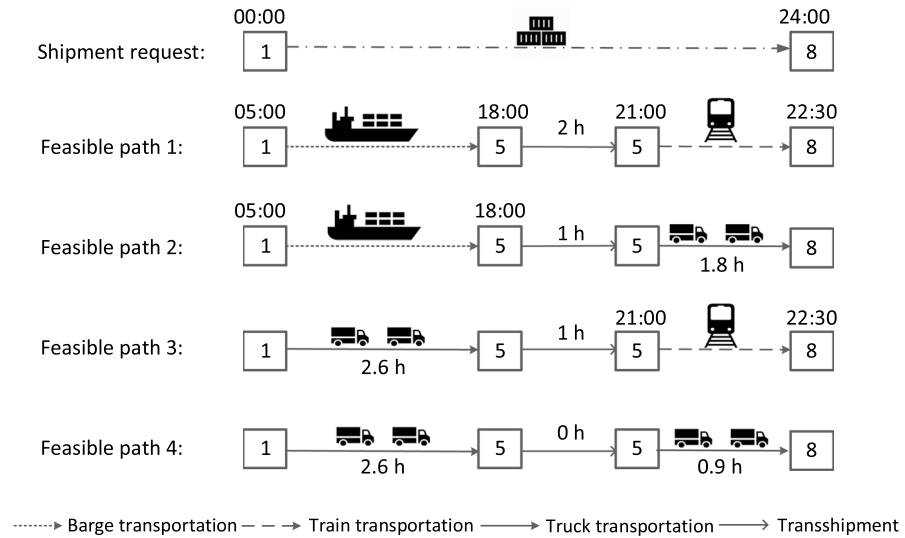 00:00 24:00
Shipment request: 1 8
05:00 18:00 21:00 22:30
Feasible path 1: 1 5 2 h 5 8
05:00 18:00
Feasible path 2: 1 5 1 h 5 8
1.8 h
21:00 22:30
Feasible path 3: 1 5 1 h 5 8
2.6 h
Feasible path 4: 1 5 0 h 5 8
2.6 h 0.9 h
Barge transportation Train transportation Truck transportation Transshipment